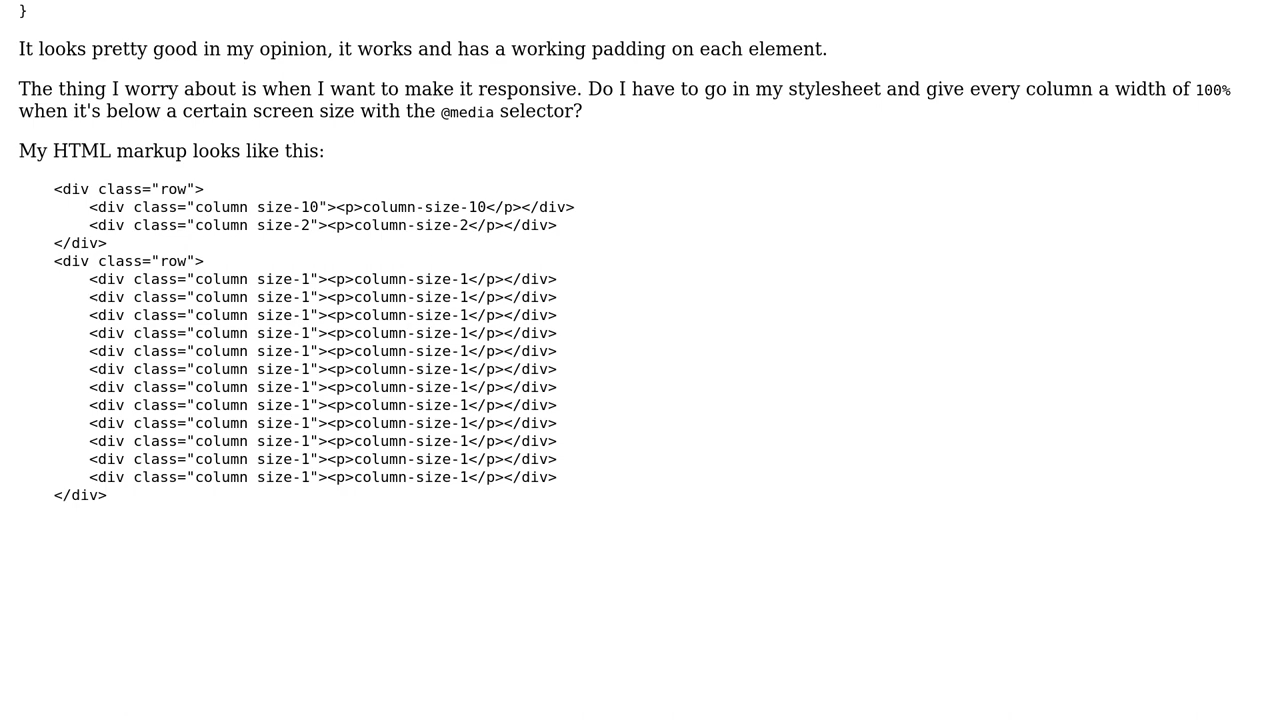 }
It looks pretty good in my opinion, it works and has a working padding on each element.
The thing I worry about is when I want to make it responsive. Do I have to go in my stylesheet and give every column a width of 100%
when it's below a certain screen size with the @media selector?
My HTML markup looks like this:
<div class="row">
    <div class="column size-10"><p>column-size-10</p></div>
    <div class="column size-2"><p>column-size-2</p></div>
</div>
<div class="row">
    <div class="column size-1"><p>column-size-1</p></div>
    <div class="column size-1"><p>column-size-1</p></div>
    <div class="column size-1"><p>column-size-1</p></div>
    <div class="column size-1"><p>column-size-1</p></div>
    <div class="column size-1"><p>column-size-1</p></div>
    <div class="column size-1"><p>column-size-1</p></div>
    <div class="column size-1"><p>column-size-1</p></div>
    <div class="column size-1"><p>column-size-1</p></div>
    <div class="column size-1"><p>column-size-1</p></div>
    <div class="column size-1"><p>column-size-1</p></div>
    <div class="column size-1"><p>column-size-1</p></div>
    <div class="column size-1"><p>column-size-1</p></div>
</div>